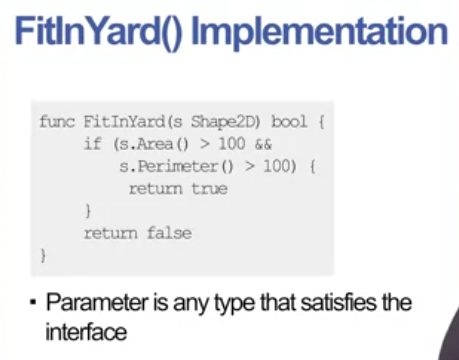 FitInYard() Implementation
func FitInYard(s Shape2D) bool {
if (s.Area() > 100 &&
s.Perimeter() > 100) {
return true
}
return false
}
▪ Parameter is any type that satisfies the
interface